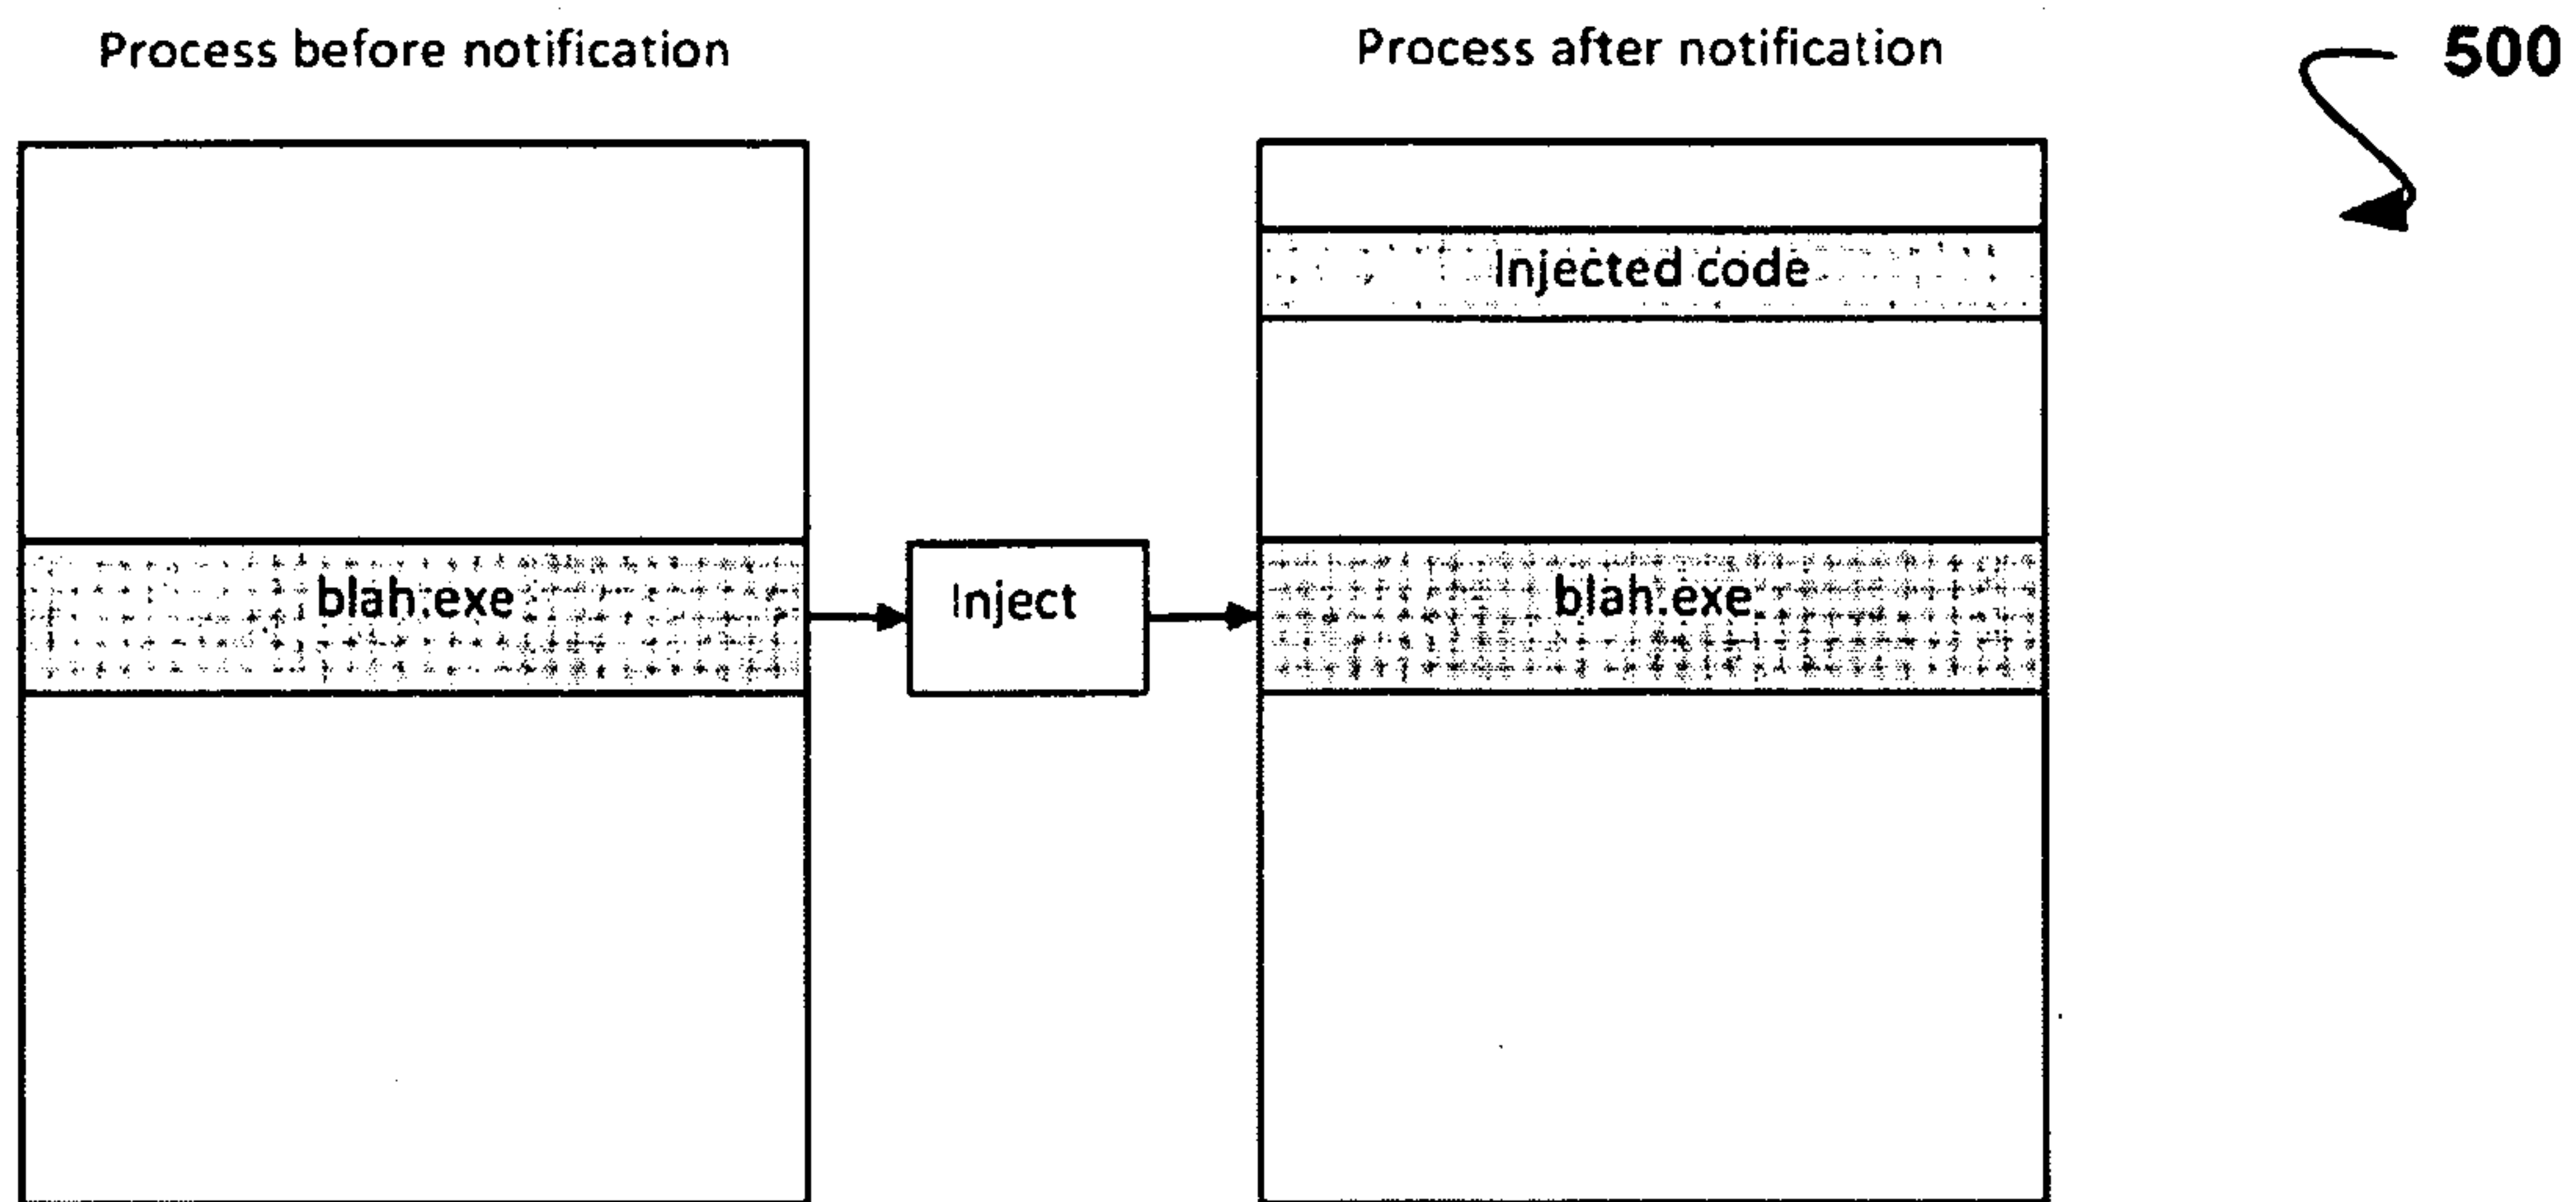 Process before notification
Process after notification
500
Injected code
blah.exe
Inject
blah.exe